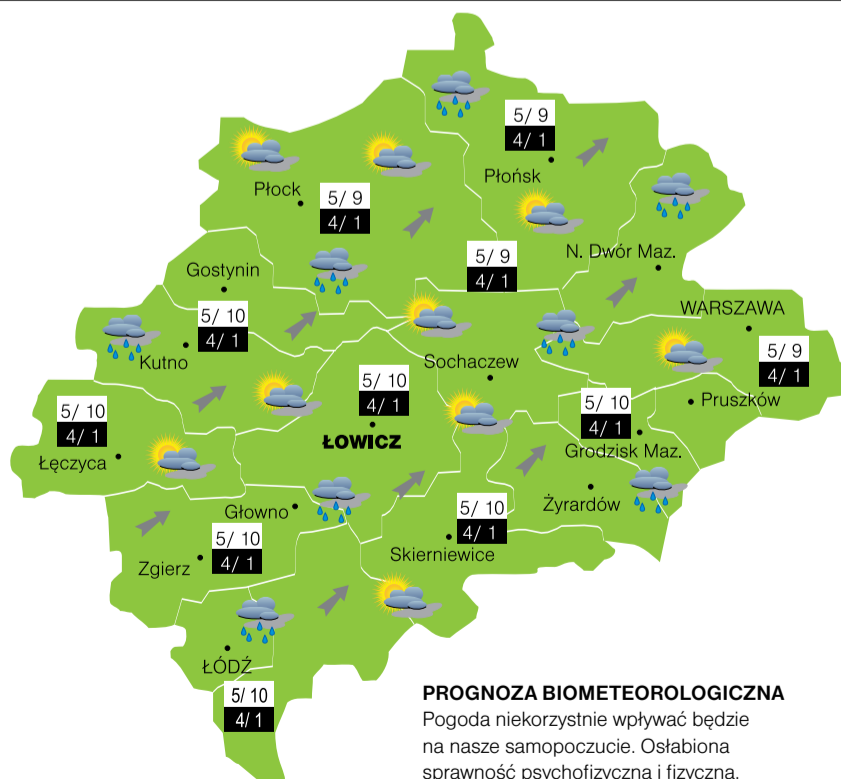 5/ 9
4/ 1
Płońsk
Płock
5/ 9
4/ 1
N. Dwór Maz.
5/ 9
4/ 1
Gostynin
WARSZAWA
5/ 10
4/ 1
Kutno
5/ 9
4/ 1
Sochaczew
5/ 10
4/ 1
ŁOWICZ
Pruszków
5/ 10
4/ 1
Grodzisk Maz.
5/ 10
4/ 1
Łęczyca
Żyrardów
Głowno
5/ 10
4/ 1
Skierniewice
5/ 10
4/ 1
Zgierz
ŁÓDŹ
5/ 10
4/ 1
PROGNOZA BIOMETEOROLOGICZNA
Pogoda niekorzystnie wpływać będzie
na nasze samopoczucie. Osłabiona
sprawność psychofizyczna i fizyczna.